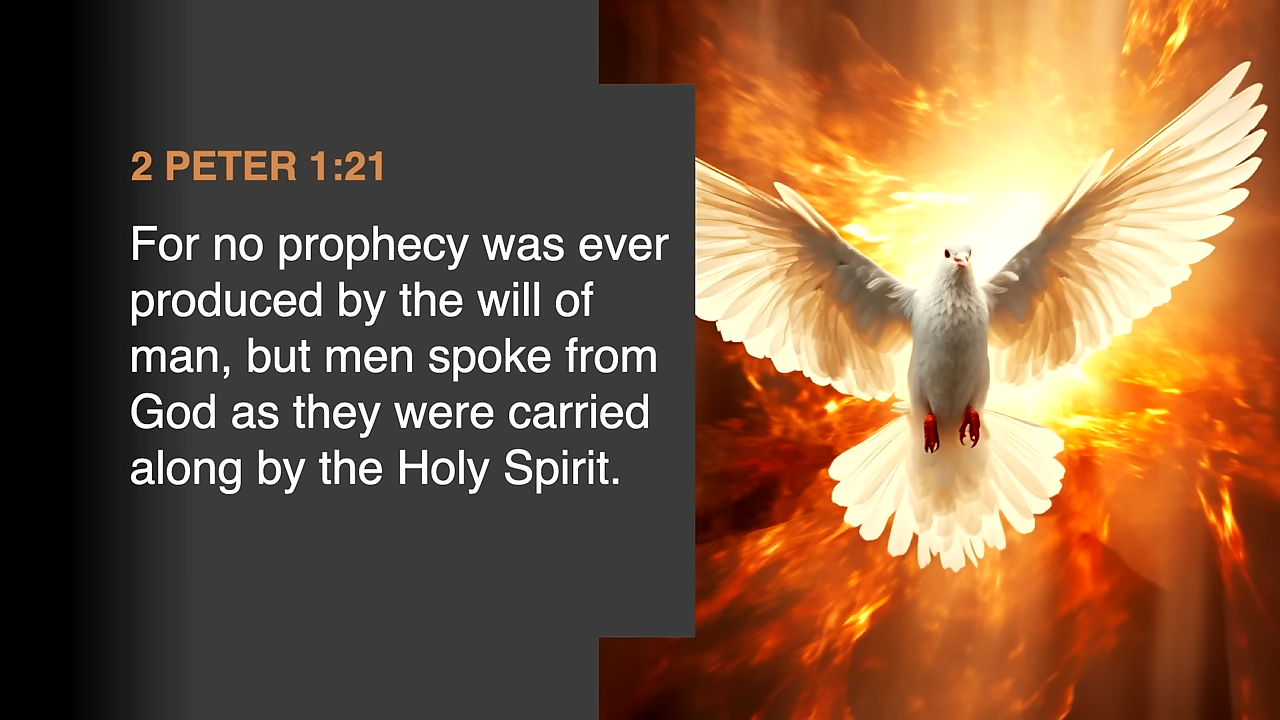 2 PETER 1:21
For no prophecy was ever
produced by the will of
man, but men spoke from
God as they were carried
along by the Holy Spirit.